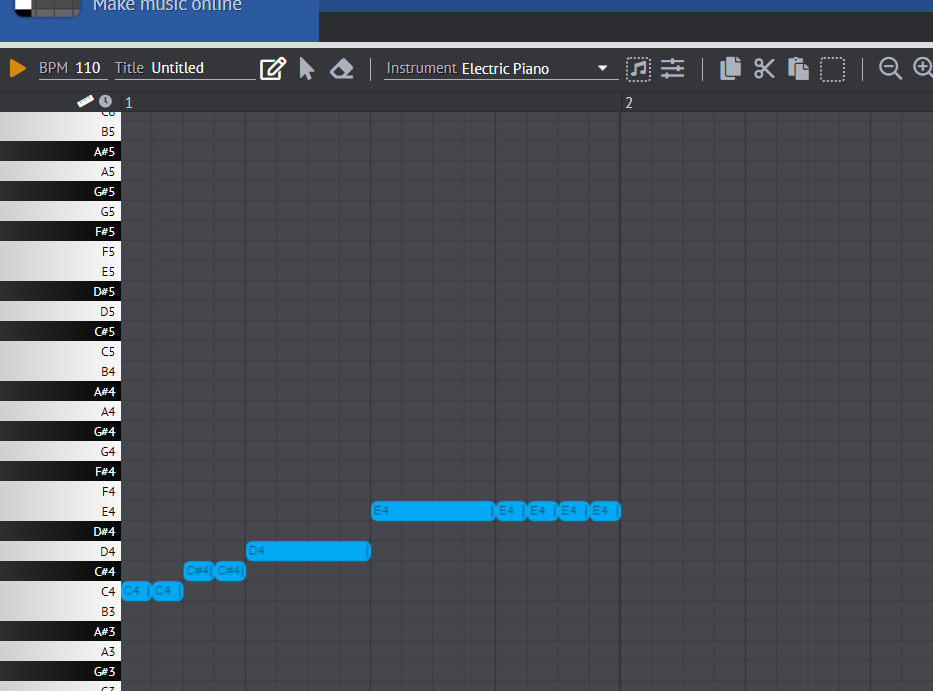 Make music online
BPM 110 Title Untitled Instrument Electric Piano
1 2
C6
B5
A#5
A5
G#5
G5
F#5
F5
E5
D#5
D5
C#5
C5
B4
A#4
A4
G#4
G4
F#4
F4
E4 E4 E4 E4 E4 E4
D#4
D4 D4
C#4 C#4 C#4
C4 C4 C4
B3
A#3
A3
G#3
G3